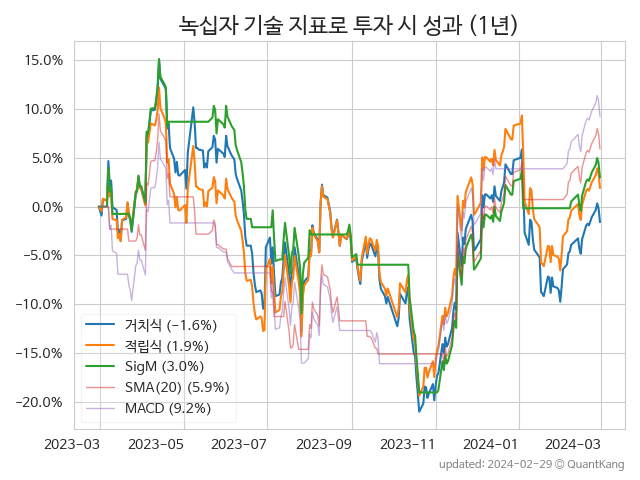 녹십자 기술 지표로 투자 시 성과 (1년)
15.0%
10.0%
5.0%
0.0%
−5.0%
−10.0%
−15.0%
−20.0%
거치식 (−1.6%)
적립식 (1.9%)
SigM (3.0%)
SMA(20) (5.9%)
MACD (9.2%)
2023-03 2023-05 2023-07 2023-09 2023-11 2024-01 2024-03
updated: 2024-02-29 © QuantKang